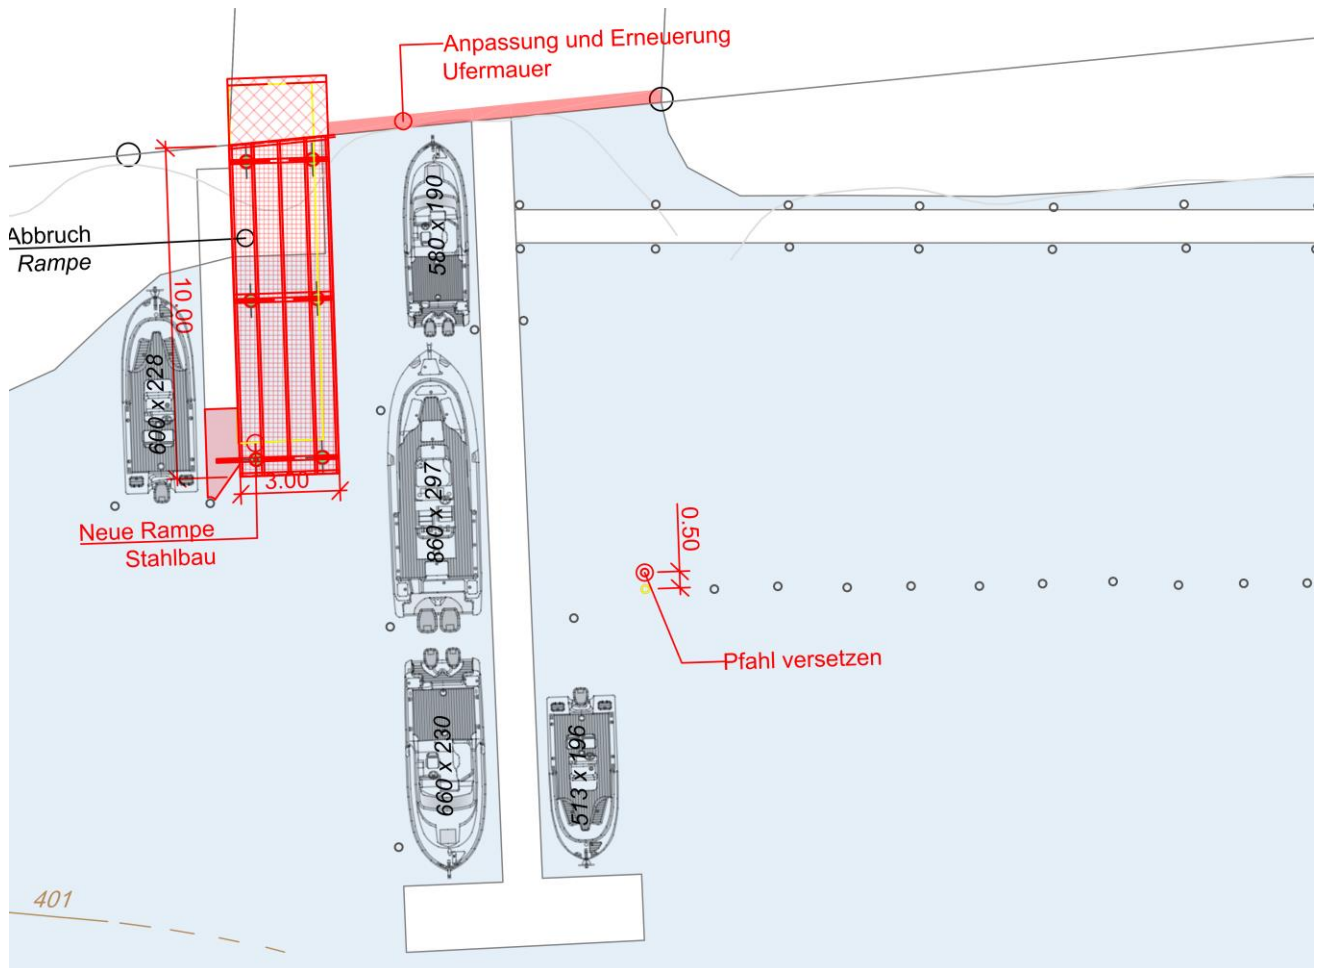 Anpassung und Erneuerung
Ufermauer
Abbruch
Rampe
10.00
580 x 190
600 x 228
860 x 297
3.00
Neue Rampe
Stahlbau
0.50
Pfahl versetzen
660 x 230
513 x 196
401